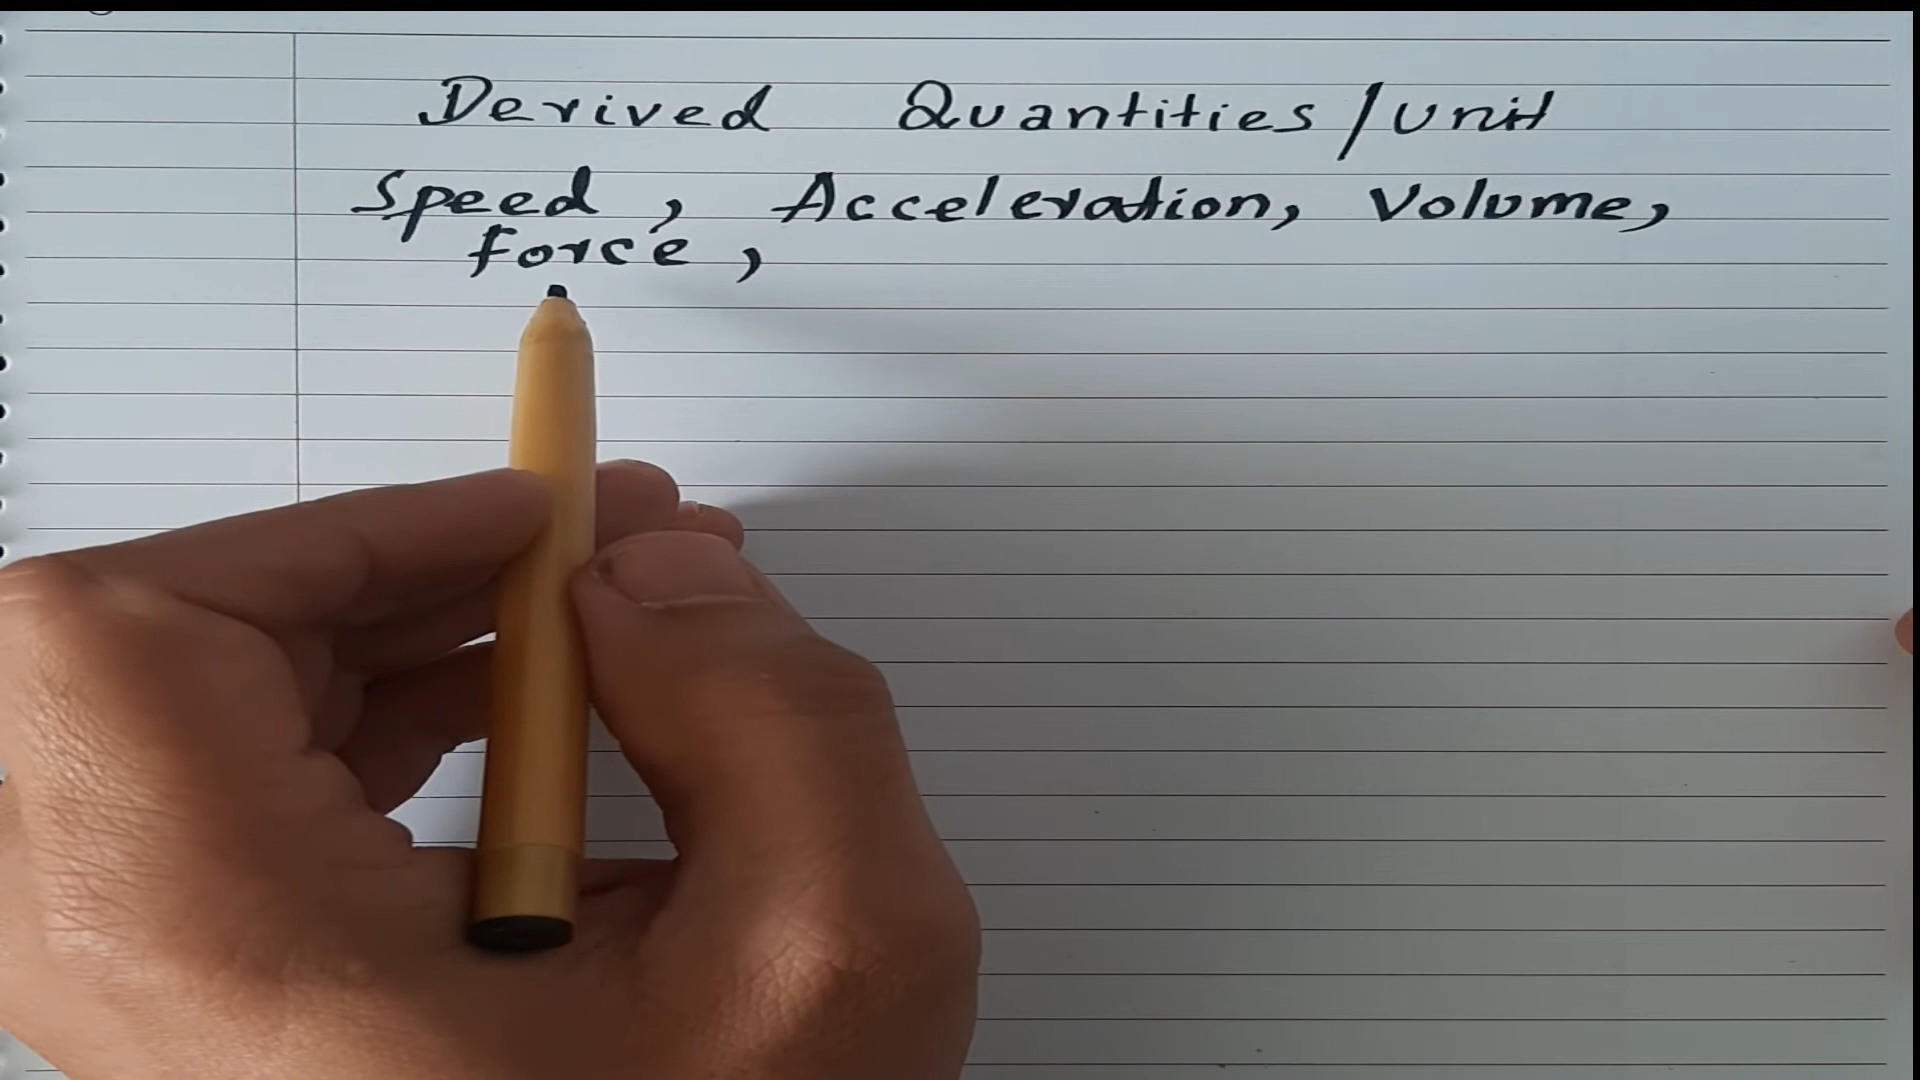 Derived Quantities/Unit
Speed, Acceleration, Volume,
force,